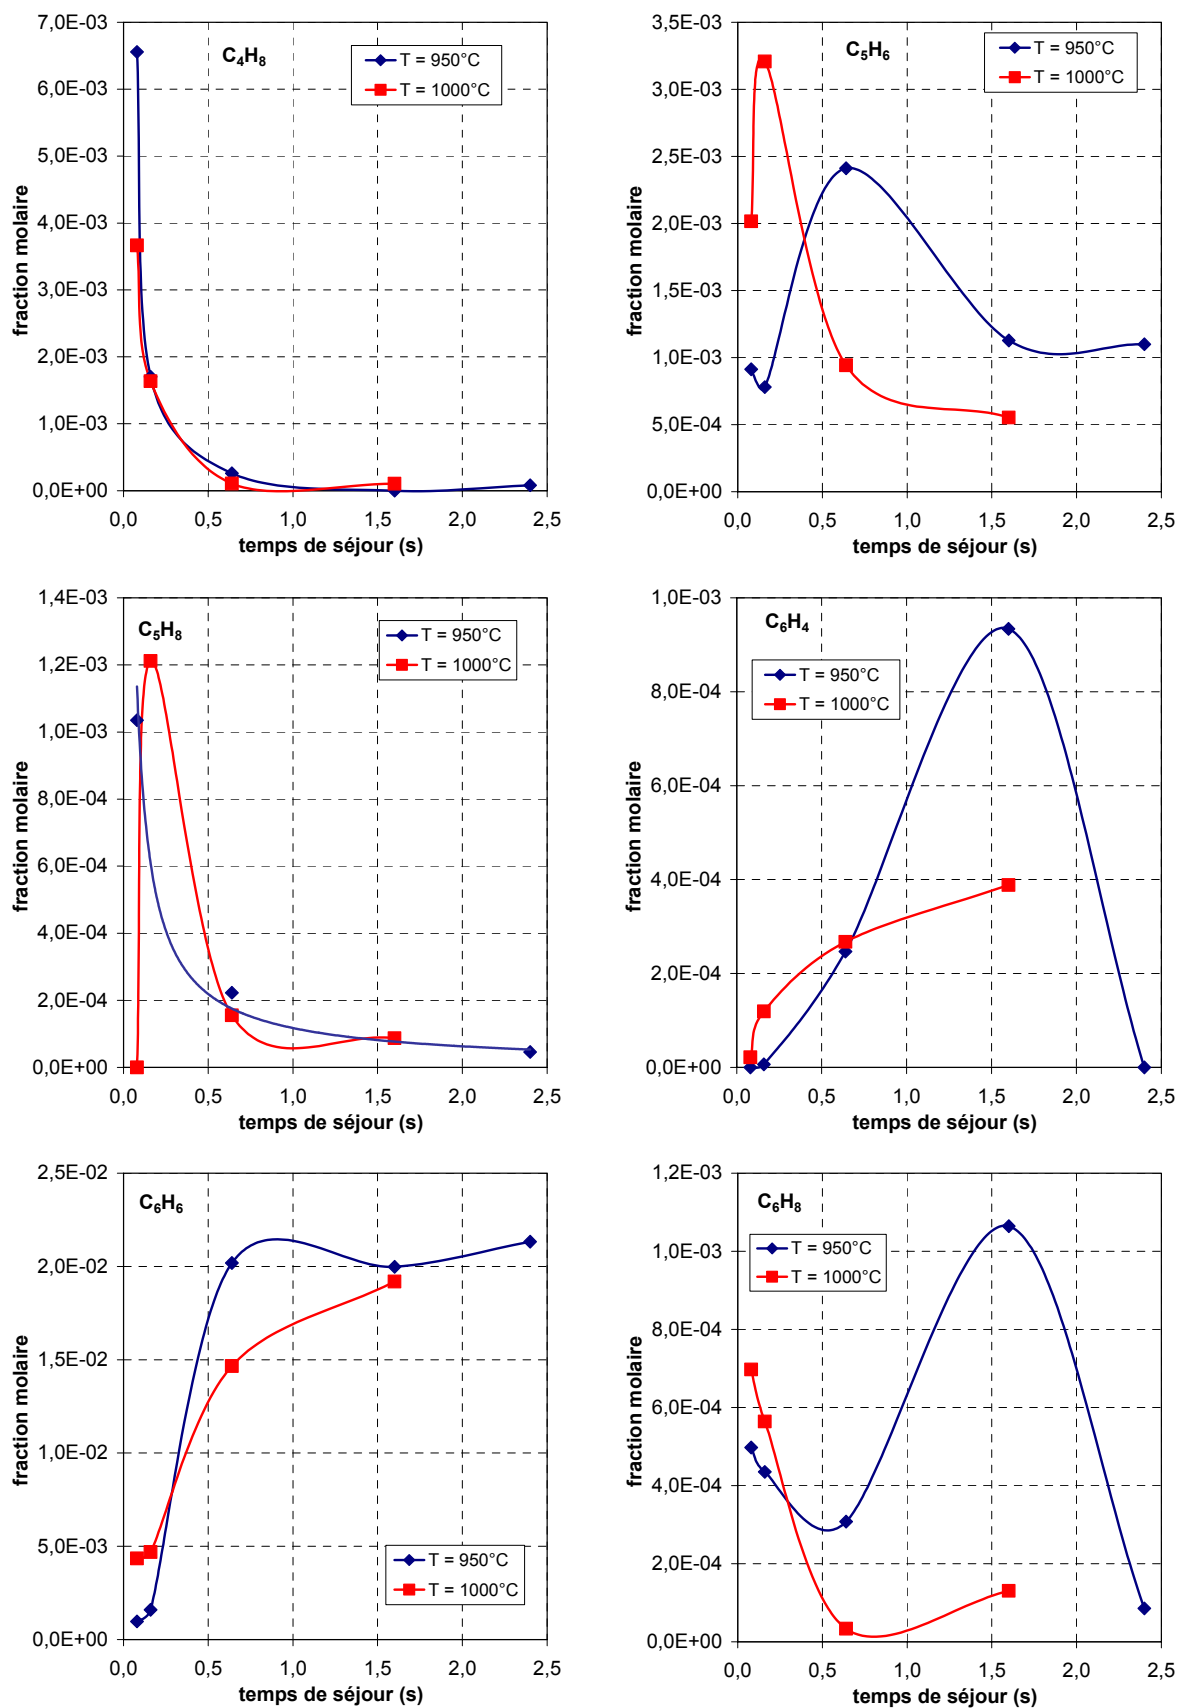 C₄H₈
T = 950°C
T = 1000°C
7,0E-03
6,0E-03
5,0E-03
4,0E-03
3,0E-03
2,0E-03
1,0E-03
0,0E+00
fraction molaire
0,0 0,5 1,0 1,5 2,0 2,5
temps de séjour (s)
C₅H₆
T = 950°C
T = 1000°C
3,5E-03
3,0E-03
2,5E-03
2,0E-03
1,5E-03
1,0E-03
5,0E-04
0,0E+00
fraction molaire
0,0 0,5 1,0 1,5 2,0 2,5
temps de séjour (s)
C₅H₈
T = 950°C
T = 1000°C
1,4E-03
1,2E-03
1,0E-03
8,0E-04
6,0E-04
4,0E-04
2,0E-04
0,0E+00
fraction molaire
0,0 0,5 1,0 1,5 2,0 2,5
temps de séjour (s)
C₆H₄
T = 950°C
T = 1000°C
1,0E-03
8,0E-04
6,0E-04
4,0E-04
2,0E-04
0,0E+00
fraction molaire
0,0 0,5 1,0 1,5 2,0 2,5
temps de séjour (s)
C₆H₆
T = 950°C
T = 1000°C
2,5E-02
2,0E-02
1,5E-02
1,0E-02
5,0E-03
0,0E+00
fraction molaire
0,0 0,5 1,0 1,5 2,0 2,5
temps de séjour (s)
C₆H₈
T = 950°C
T = 1000°C
1,2E-03
1,0E-03
8,0E-04
6,0E-04
4,0E-04
2,0E-04
0,0E+00
fraction molaire
0,0 0,5 1,0 1,5 2,0 2,5
temps de séjour (s)